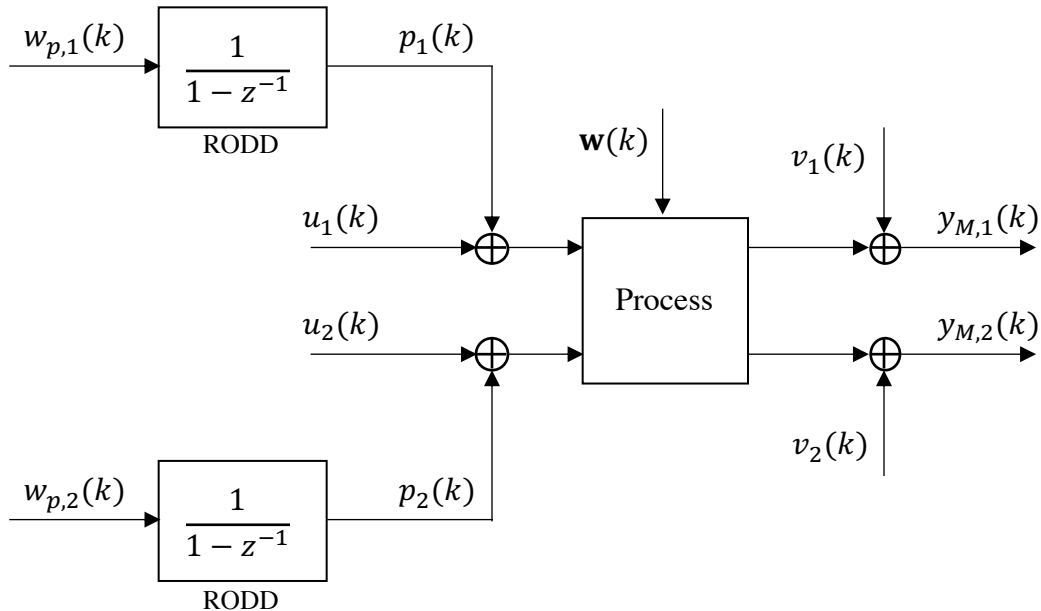 w_{p,1}(k)
1
1 − z^{-1}
RODD
p_1(k)
w(k)
v_1(k)
u_1(k)
y_{M,1}(k)
Process
u_2(k)
y_{M,2}(k)
v_2(k)
w_{p,2}(k)
1
1 − z^{-1}
RODD
p_2(k)